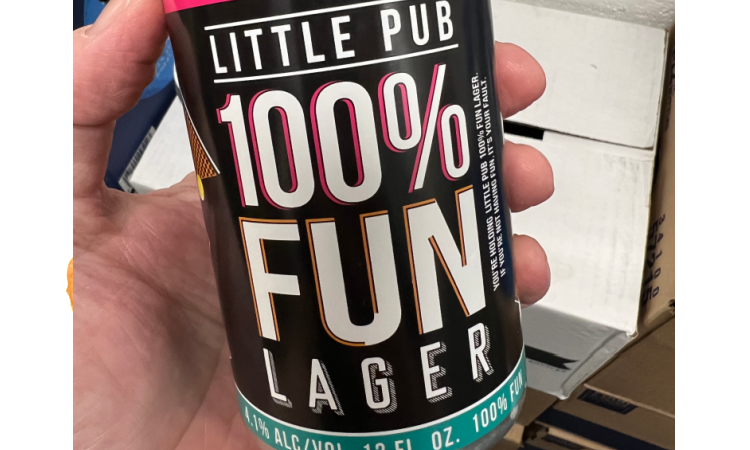 LITTLE PUB
100%
FUN
LAGER
YOU'RE HOLDING LITTLE PUB 100% FUN LAGER.
IF YOU'RE NOT HAVING FUN, IT'S YOUR FAULT.
4.1% ALC/VOL 12 FL. OZ. 100% FUN